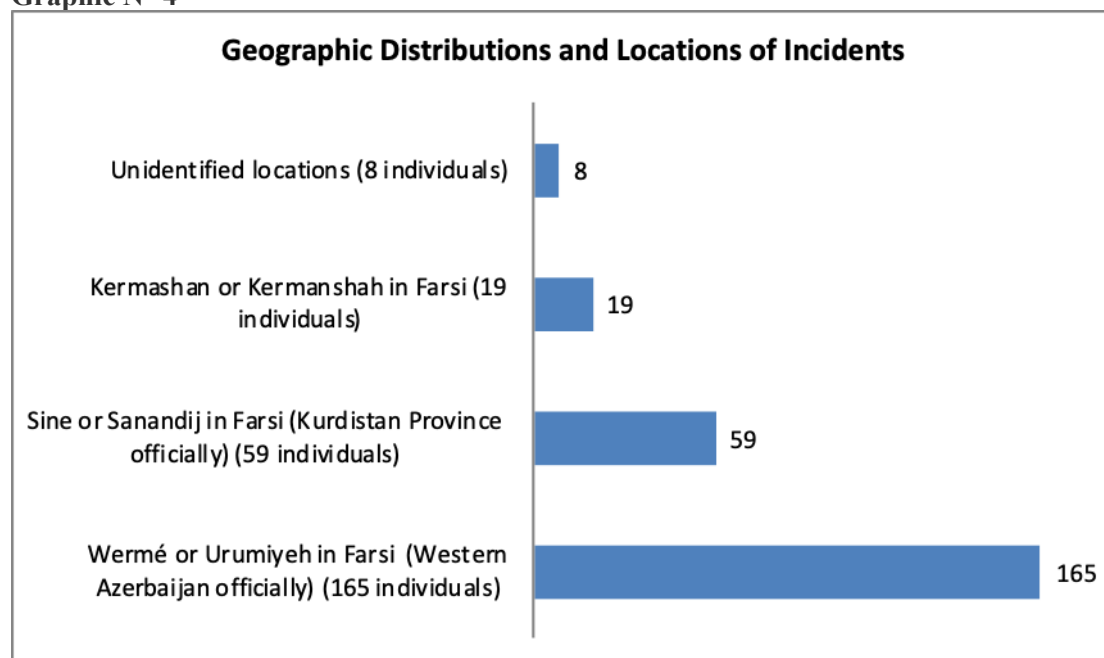 Graphic N° 4
Geographic Distributions and Locations of Incidents
Unidentified locations (8 individuals)
8
Kermashan or Kermanshah in Farsi (19
individuals)
19
Sine or Sanandij in Farsi (Kurdistan Province
officially) (59 individuals)
59
Wermé or Urumiyeh in Farsi (Western
Azerbaijan officially) (165 individuals)
165